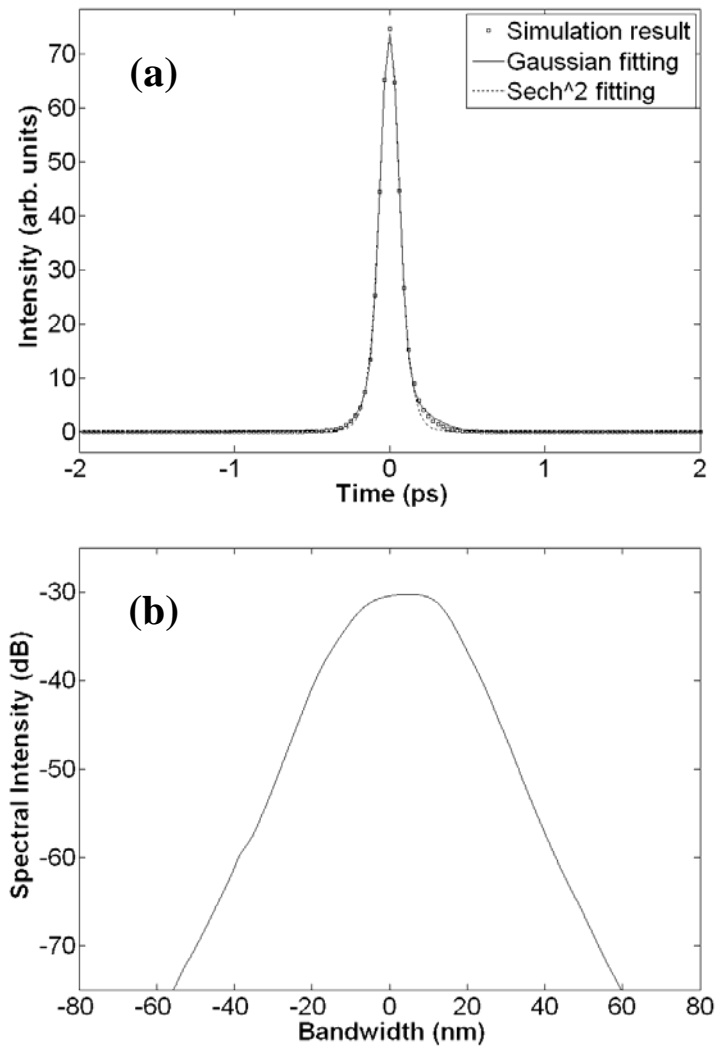 (a)
Simulation result
Gaussian fitting
Sech^2 fitting
70
60
50
40
30
20
10
0
Intensity (arb. units)
-2 -1 0 1 2
Time (ps)
(b)
-30
-40
-50
-60
-70
Spectral Intensity (dB)
-80 -60 -40 -20 0 20 40 60 80
Bandwidth (nm)